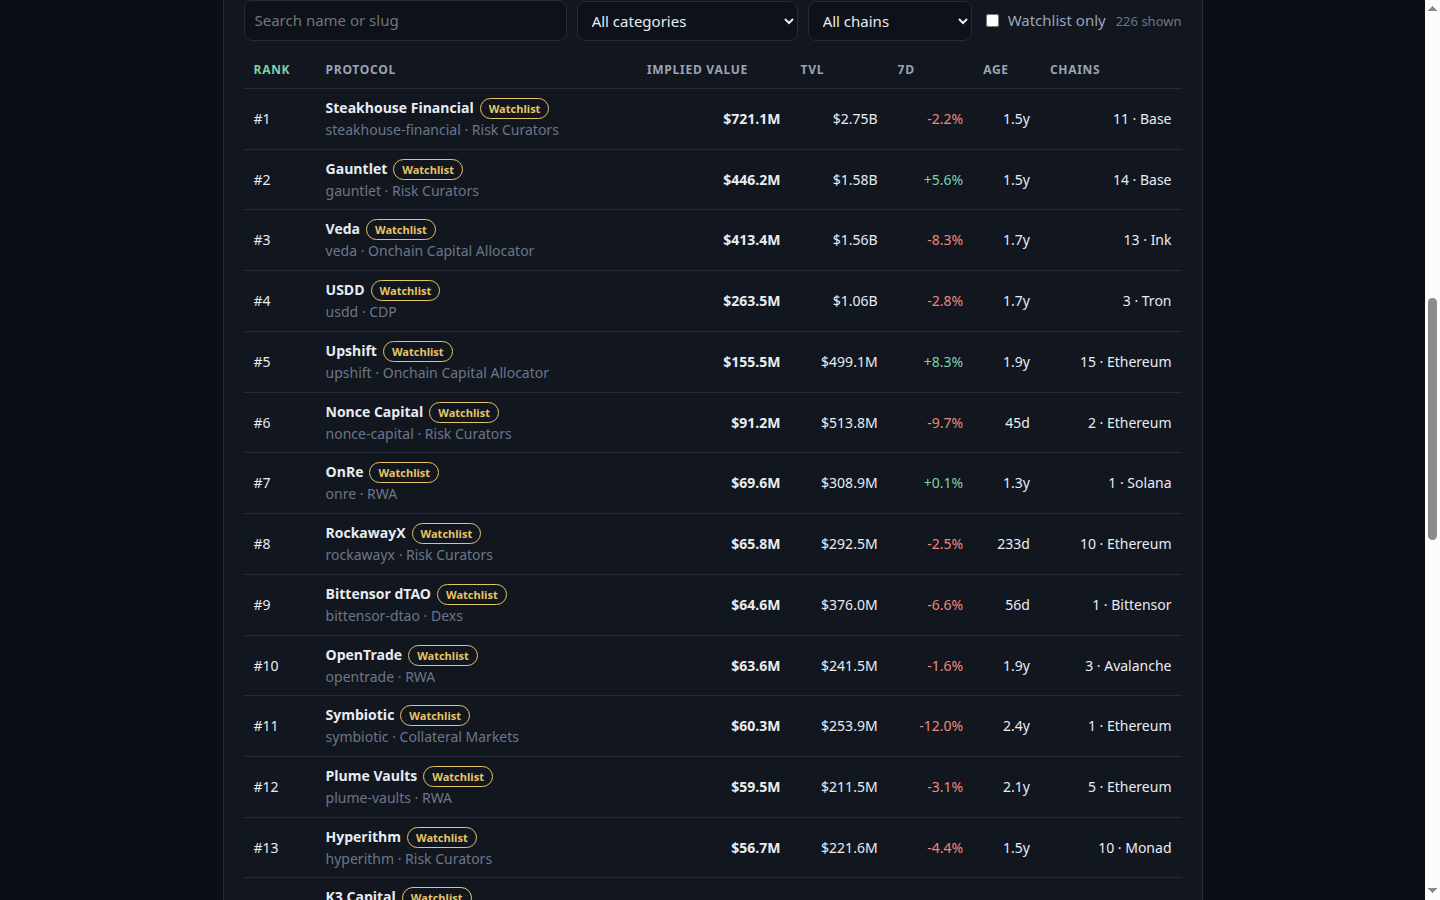 Search name or slug All categories All chains Watchlist only 226 shown
RANK PROTOCOL IMPLIED VALUE TVL 7D AGE CHAINS
#1 Steakhouse Financial Watchlist $721.1M $2.75B -2.2% 1.5y 11 · Base
steakhouse-financial · Risk Curators
#2 Gauntlet Watchlist $446.2M $1.58B +5.6% 1.5y 14 · Base
gauntlet · Risk Curators
#3 Veda Watchlist $413.4M $1.56B -8.3% 1.7y 13 · Ink
veda · Onchain Capital Allocator
#4 USDD Watchlist $263.5M $1.06B -2.8% 1.7y 3 · Tron
usdd · CDP
#5 Upshift Watchlist $155.5M $499.1M +8.3% 1.9y 15 · Ethereum
upshift · Onchain Capital Allocator
#6 Nonce Capital Watchlist $91.2M $513.8M -9.7% 45d 2 · Ethereum
nonce-capital · Risk Curators
#7 OnRe Watchlist $69.6M $308.9M +0.1% 1.3y 1 · Solana
onre · RWA
#8 RockawayX Watchlist $65.8M $292.5M -2.5% 233d 10 · Ethereum
rockawayx · Risk Curators
#9 Bittensor dTAO Watchlist $64.6M $376.0M -6.6% 56d 1 · Bittensor
bittensor-dtao · Dexs
#10 OpenTrade Watchlist $63.6M $241.5M -1.6% 1.9y 3 · Avalanche
opentrade · RWA
#11 Symbiotic Watchlist $60.3M $253.9M -12.0% 2.4y 1 · Ethereum
symbiotic · Collateral Markets
#12 Plume Vaults Watchlist $59.5M $211.5M -3.1% 2.1y 5 · Ethereum
plume-vaults · RWA
#13 Hyperithm Watchlist $56.7M $221.6M -4.4% 1.5y 10 · Monad
hyperithm · Risk Curators
K3 Capital Watchlist